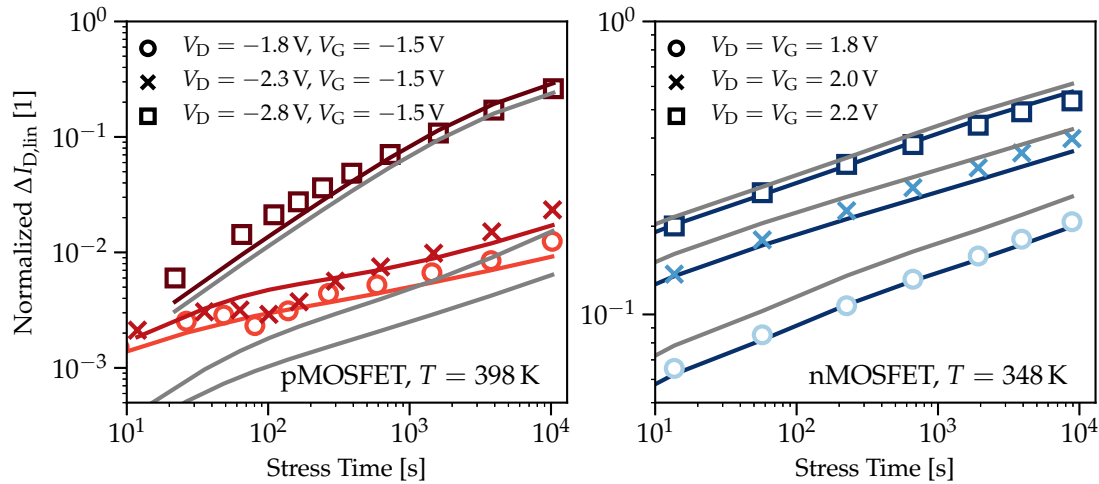 Normalized ΔI_D,lin [1]
10^0
10^-1
10^-2
10^-3
V_D = −1.8 V, V_G = −1.5 V
V_D = −2.3 V, V_G = −1.5 V
V_D = −2.8 V, V_G = −1.5 V
pMOSFET, T = 398 K
10^1 10^2 10^3 10^4
Stress Time [s]
10^0
10^-1
V_D = V_G = 1.8 V
V_D = V_G = 2.0 V
V_D = V_G = 2.2 V
nMOSFET, T = 348 K
10^1 10^2 10^3 10^4
Stress Time [s]